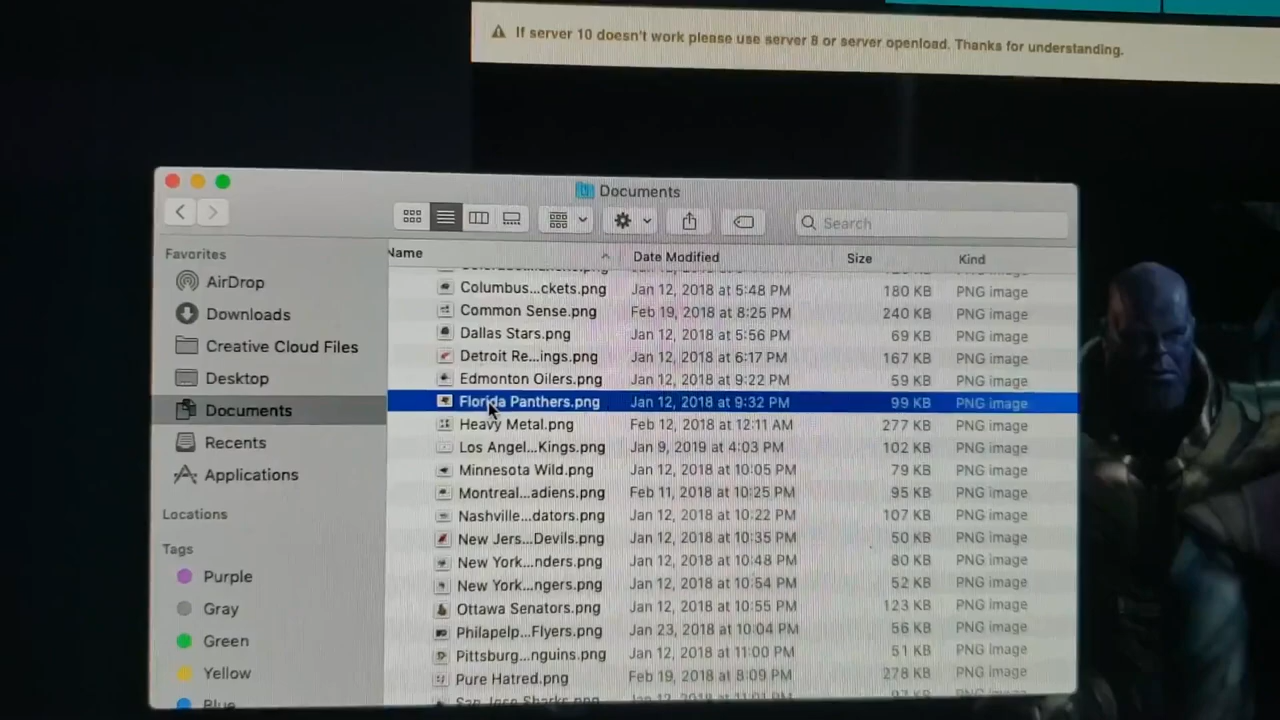 If server 10 doesn't work please use server 8 or server openload. Thanks for understanding.
Documents
Search
Favorites
AirDrop
Downloads
Creative Cloud Files
Desktop
Documents
Recents
Applications
Locations
Tags
Purple
Gray
Green
Yellow
Blue
Name Date Modified Size Kind
Columbus...ckets.png Jan 12, 2018 at 5:48 PM 180 KB PNG image
Common Sense.png Feb 19, 2018 at 8:25 PM 240 KB PNG image
Dallas Stars.png Jan 12, 2018 at 5:56 PM 69 KB PNG image
Detroit Re...ings.png Jan 12, 2018 at 6:17 PM 167 KB PNG image
Edmonton Oilers.png Jan 12, 2018 at 9:22 PM 59 KB PNG image
Florida Panthers.png Jan 12, 2018 at 9:32 PM 99 KB PNG image
Heavy Metal.png Feb 12, 2018 at 12:11 AM 277 KB PNG image
Los Angel...Kings.png Jan 9, 2019 at 4:03 PM 102 KB PNG image
Minnesota Wild.png Jan 12, 2018 at 10:05 PM 79 KB PNG image
Montreal...adiens.png Feb 11, 2018 at 10:25 PM 95 KB PNG image
Nashville...dators.png Jan 12, 2018 at 10:22 PM 107 KB PNG image
New Jers...Devils.png Jan 12, 2018 at 10:35 PM 50 KB PNG image
New York...nders.png Jan 12, 2018 at 10:48 PM 80 KB PNG image
New York...ngers.png Jan 12, 2018 at 10:54 PM 52 KB PNG image
Ottawa Senators.png Jan 12, 2018 at 10:55 PM 123 KB PNG image
Philapelp...Flyers.png Jan 23, 2018 at 10:04 PM 56 KB PNG image
Pittsburg...nguins.png Jan 12, 2018 at 11:00 PM 51 KB PNG image
Pure Hatred.png Feb 19, 2018 at 8:09 PM 278 KB PNG image
San Jose Sharks.png